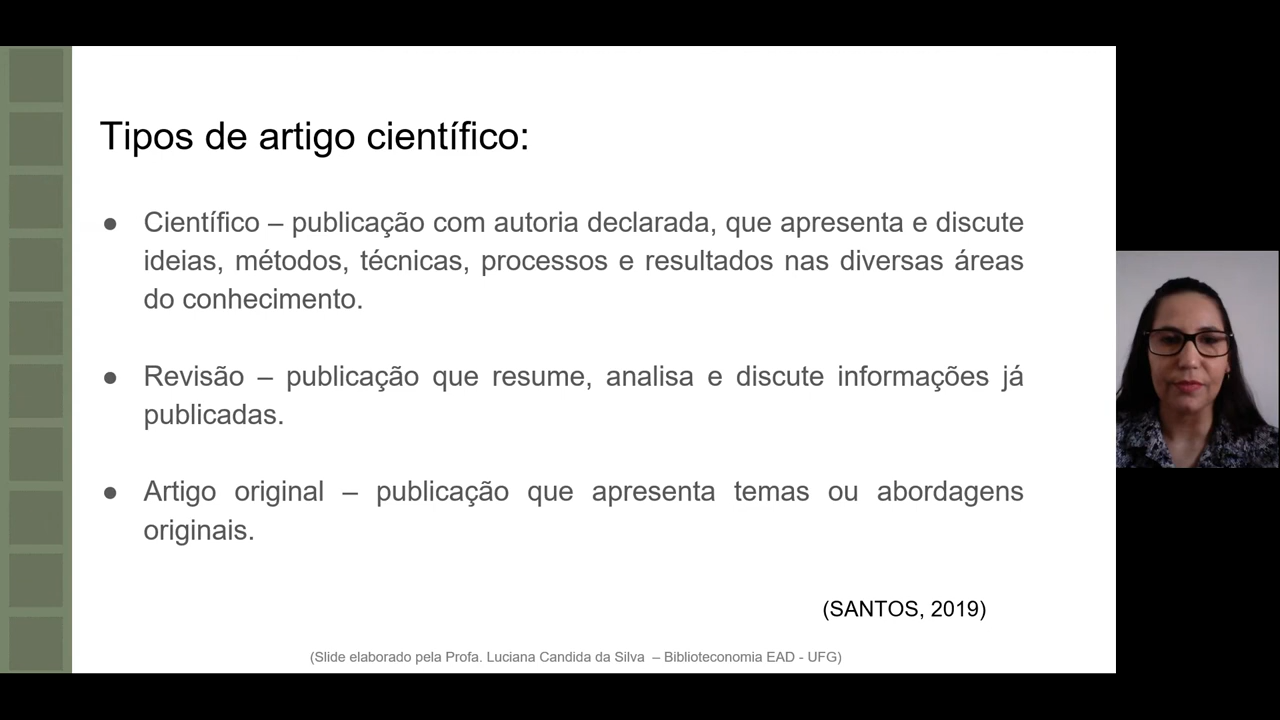 Tipos de artigo científico:
● Científico – publicação com autoria declarada, que apresenta e discute
ideias, métodos, técnicas, processos e resultados nas diversas áreas
do conhecimento.
● Revisão – publicação que resume, analisa e discute informações já
publicadas.
● Artigo original – publicação que apresenta temas ou abordagens
originais.
(SANTOS, 2019)
(Slide elaborado pela Profa. Luciana Candida da Silva – Biblioteconomia EAD - UFG)